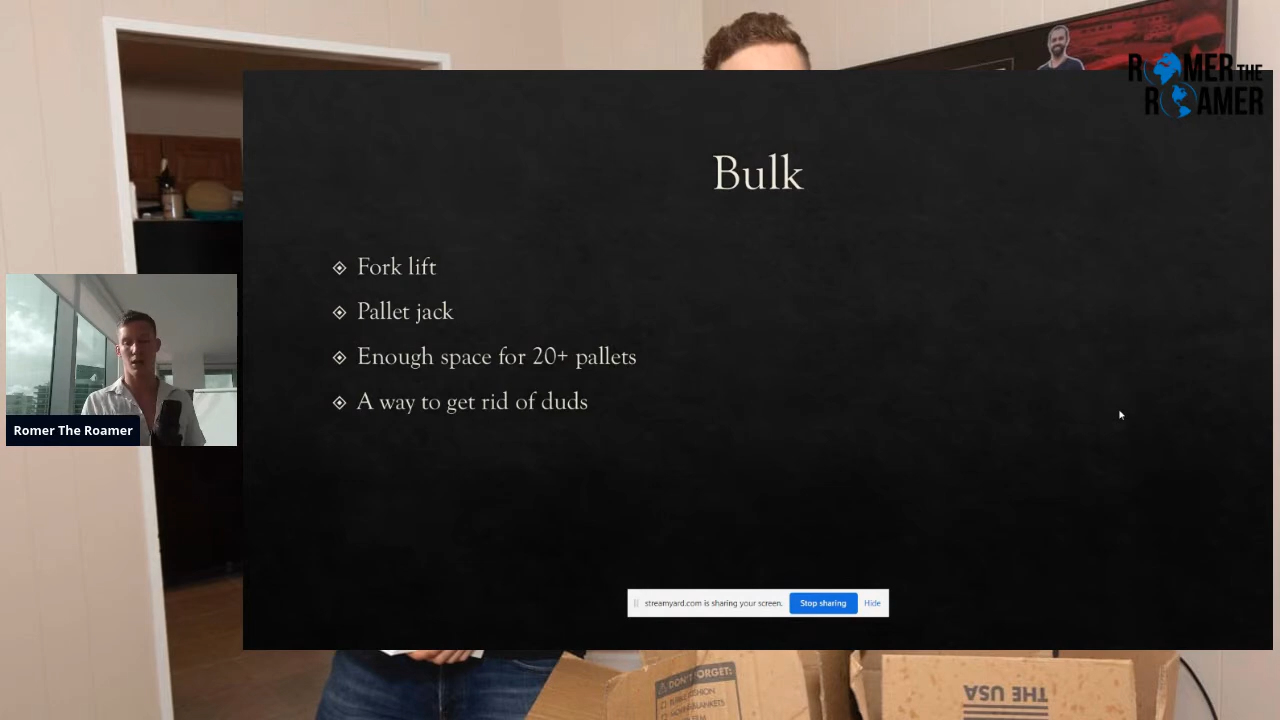 ROMER THE
ROAMER
Bulk
Fork lift
Pallet jack
Enough space for 20+ pallets
A way to get rid of duds
Romer The Roamer
streamyard.com is sharing your screen.
Stop sharing
Hide
DON'T FORGET:
THE USA